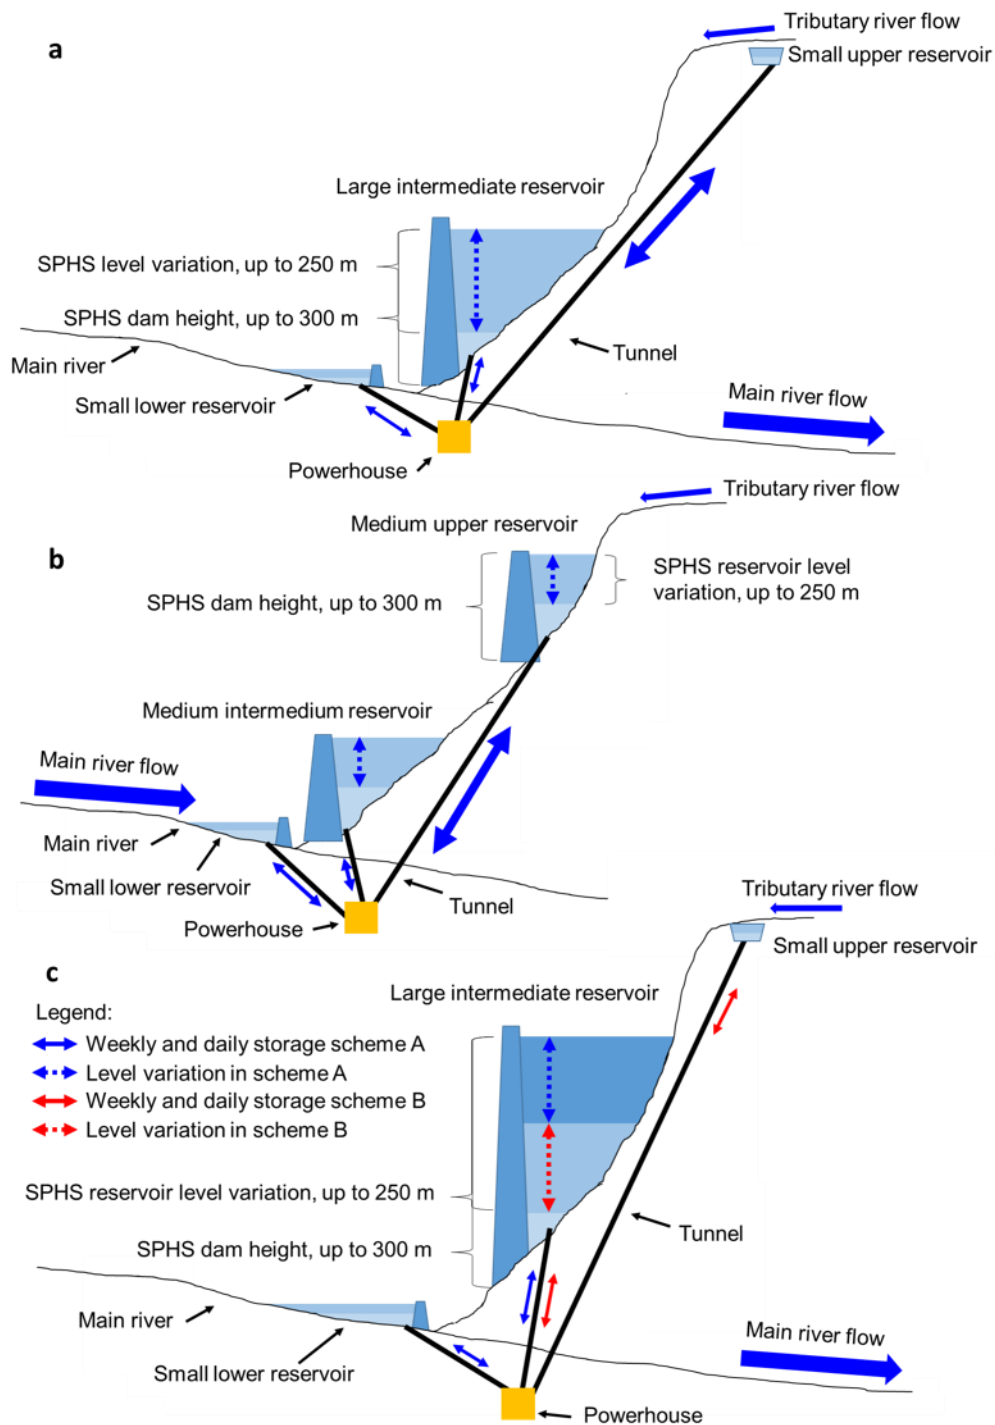 a
Tributary river flow
Small upper reservoir
Large intermediate reservoir
SPHS level variation, up to 250 m
SPHS dam height, up to 300 m
Main river
Tunnel
Small lower reservoir
Main river flow
Powerhouse
Tributary river flow
Medium upper reservoir
b
SPHS reservoir level
variation, up to 250 m
SPHS dam height, up to 300 m
Medium intermedium reservoir
Main river flow
Main river
Small lower reservoir
Tunnel
Powerhouse
Tributary river flow
Small upper reservoir
c
Large intermediate reservoir
Legend:
Weekly and daily storage scheme A
Level variation in scheme A
Weekly and daily storage scheme B
Level variation in scheme B
SPHS reservoir level variation, up to 250 m
Tunnel
SPHS dam height, up to 300 m
Main river
Main river flow
Small lower reservoir
Powerhouse